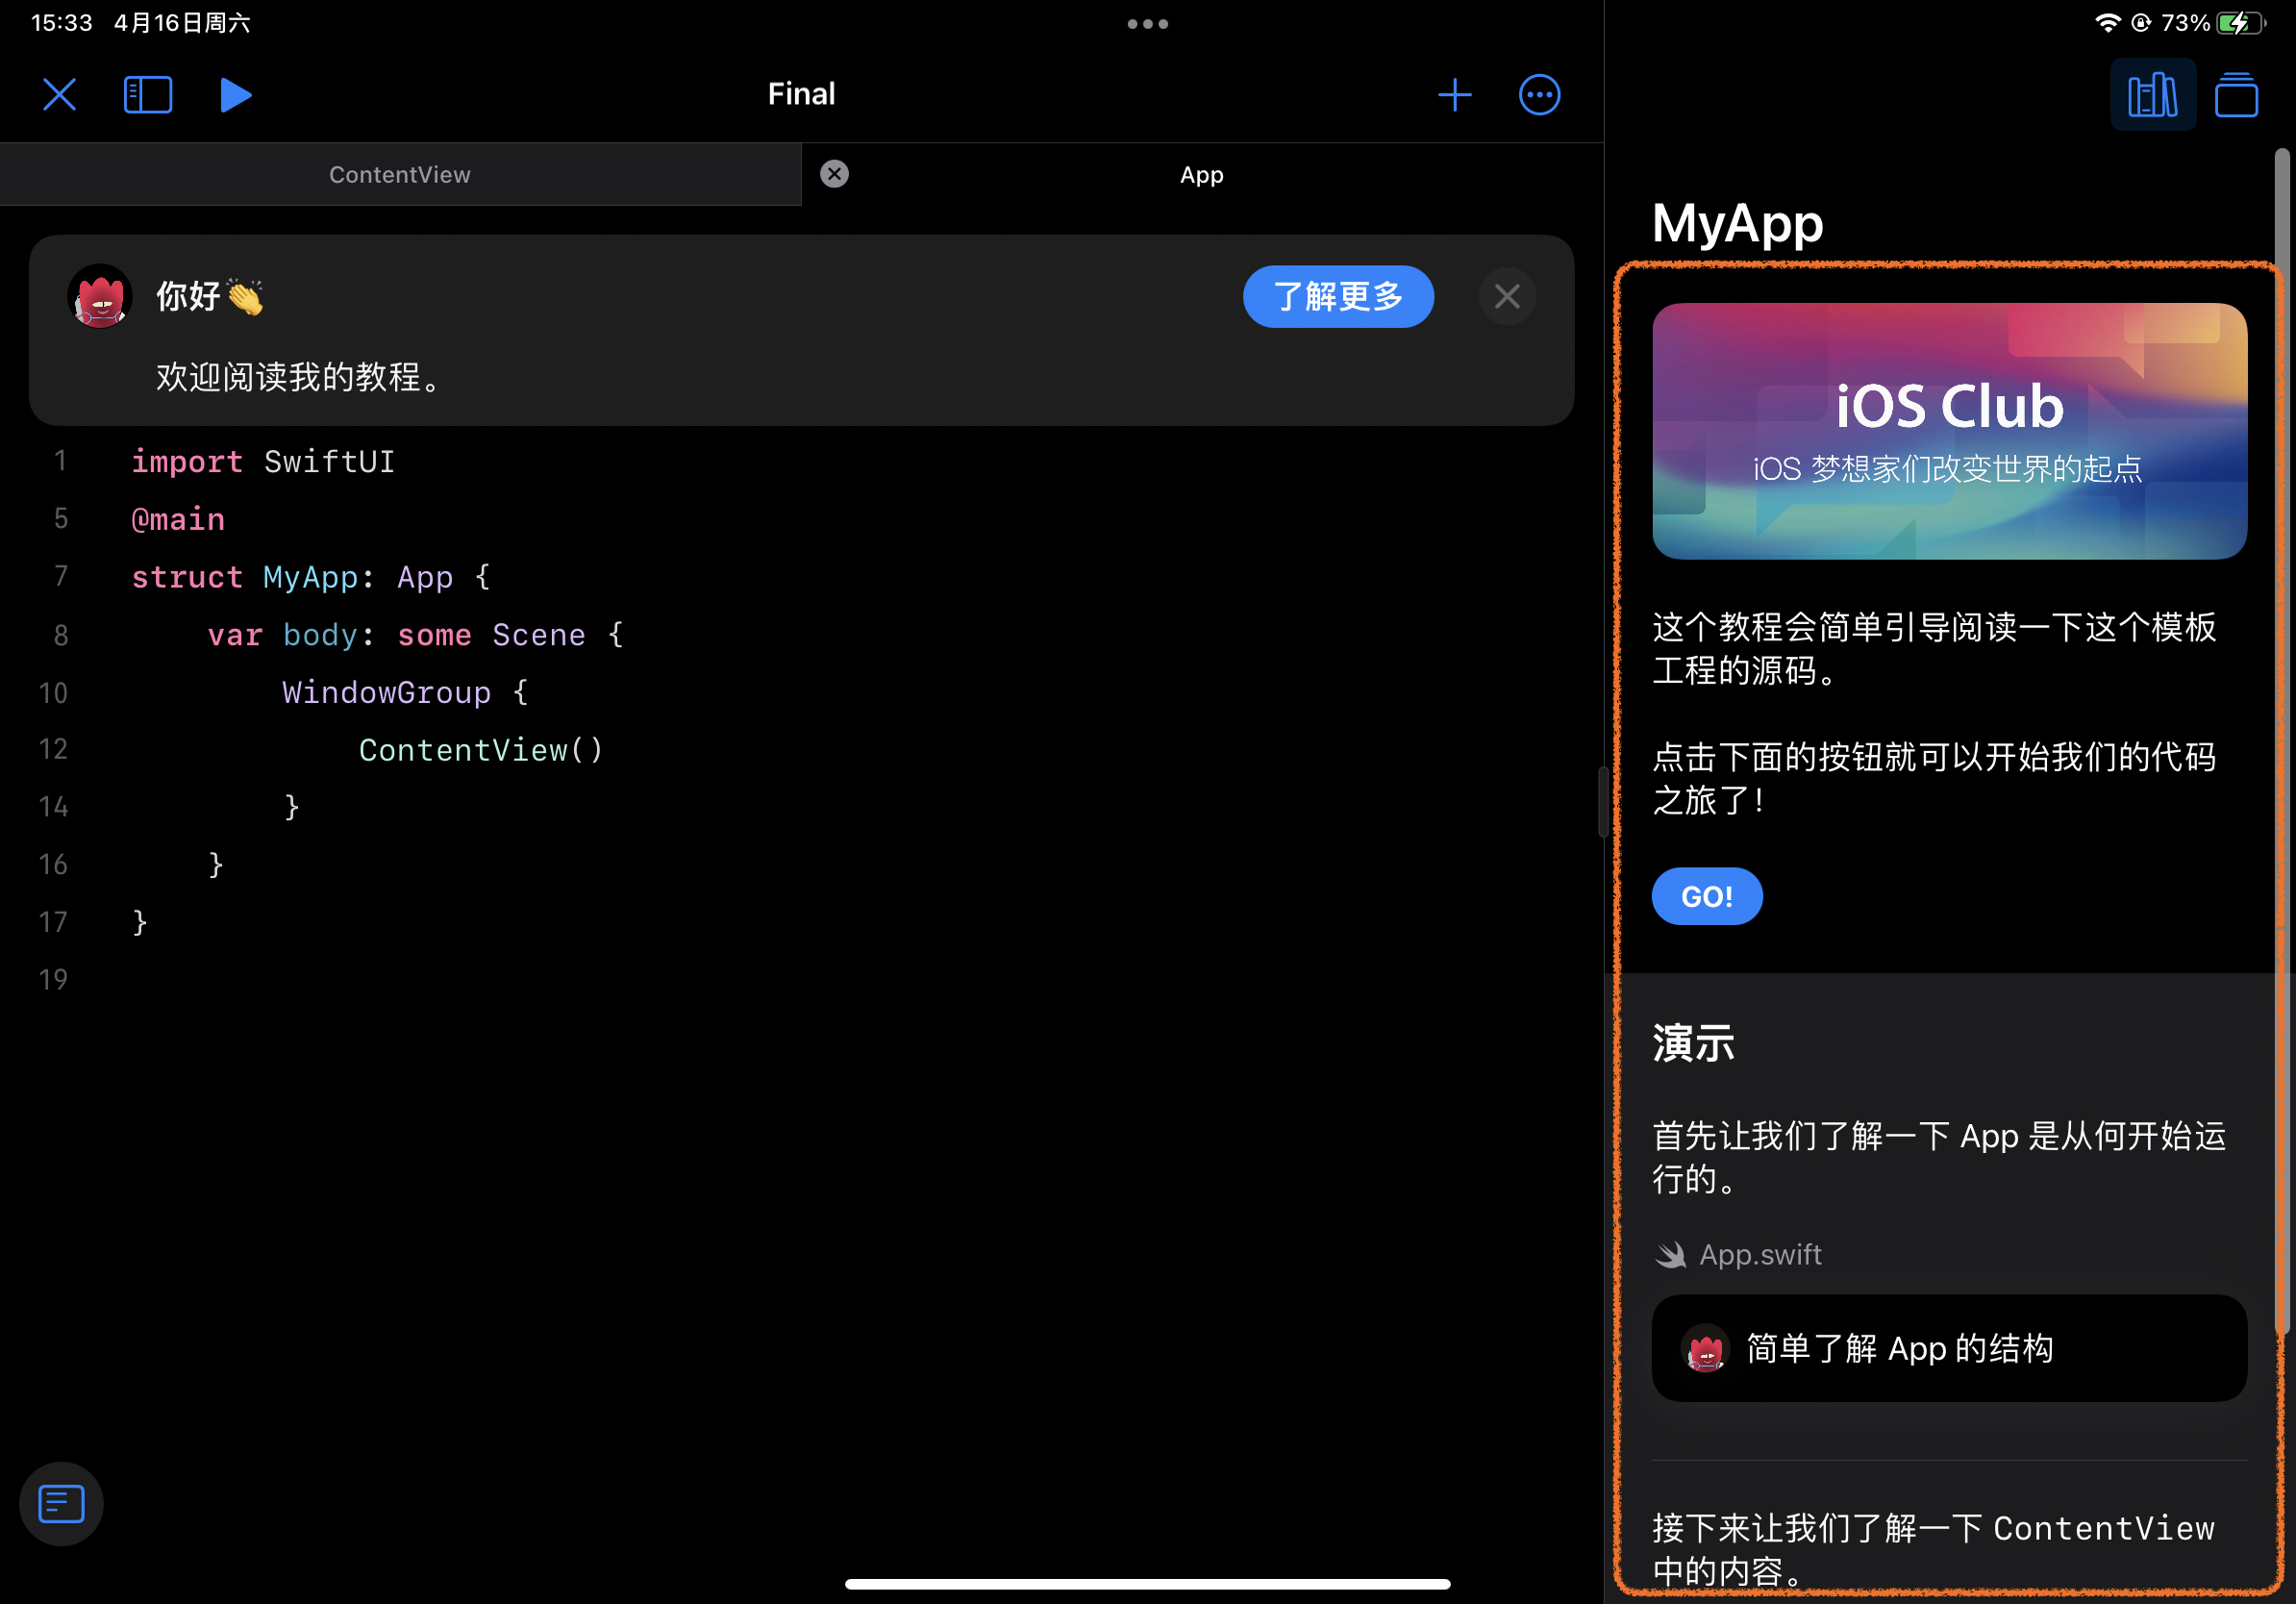 15:33 4月16日周六
73%
Final
ContentView
App
你好👏
了解更多
欢迎阅读我的教程。
1 import SwiftUI
5 @main
7 struct MyApp: App {
8 var body: some Scene {
10 WindowGroup {
12 ContentView()
14 }
16 }
17 }
19
MyApp
iOS Club
iOS 梦想家们改变世界的起点
这个教程会简单引导阅读一下这个模板
工程的源码。
点击下面的按钮就可以开始我们的代码
之旅了！
GO!
演示
首先让我们了解一下 App 是从何开始运
行的。
App.swift
简单了解 App 的结构
接下来让我们了解一下 ContentView
中的内容。